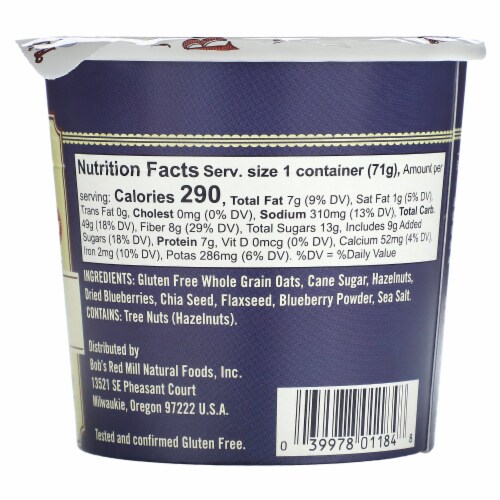 Nutrition Facts Serv. size 1 container (71g), Amount per
serving: Calories 290, Total Fat 7g (9% DV), Sat Fat 1g (5% DV),
Trans Fat 0g, Cholest 0mg (0% DV), Sodium 310mg (13% DV), Total Carb.
49g (18% DV), Fiber 8g (29% DV), Total Sugars 13g, Includes 9g Added
Sugars (18% DV), Protein 7g, Vit D 0mcg (0% DV), Calcium 52mg (4% DV),
Iron 2mg (10% DV), Potas 286mg (6% DV). %DV = %Daily Value
INGREDIENTS: Gluten Free Whole Grain Oats, Cane Sugar, Hazelnuts,
Dried Blueberries, Chia Seed, Flaxseed, Blueberry Powder, Sea Salt.
CONTAINS: Tree Nuts (Hazelnuts).
Distributed by
Bob's Red Mill Natural Foods, Inc.
13521 SE Pheasant Court
Milwaukie, Oregon 97222 U.S.A.
Tested and confirmed Gluten Free.
0 39978 01184 8